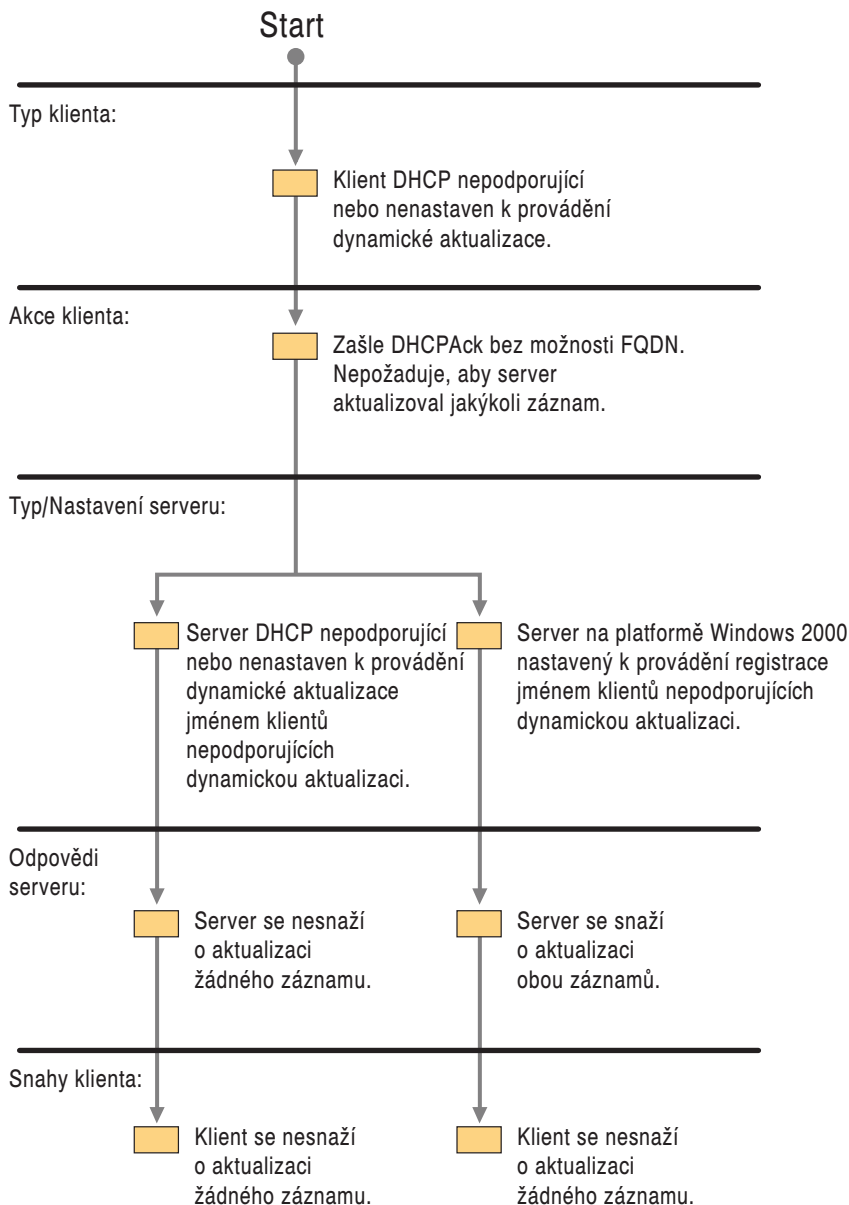 Start
Typ klienta:
Klient DHCP nepodporující
nebo nenastaven k provádění
dynamické aktualizace.
Akce klienta:
Zašle DHCPAck bez možnosti FQDN.
Nepožaduje, aby server
aktualizoval jakýkoli záznam.
Typ/Nastavení serveru:
Server DHCP nepodporující
nebo nenastaven k provádění
dynamické aktualizace
jménem klientů
nepodporujících
dynamickou aktualizaci.
Server na platformě Windows 2000
nastavený k provádění registrace
jménem klientů nepodporujících
dynamickou aktualizaci.
Odpovědi
serveru:
Server se nesnaží
o aktualizaci
žádného záznamu.
Server se snaží
o aktualizaci
obou záznamů.
Snahy klienta:
Klient se nesnaží
o aktualizaci
žádného záznamu.
Klient se nesnaží
o aktualizaci
žádného záznamu.